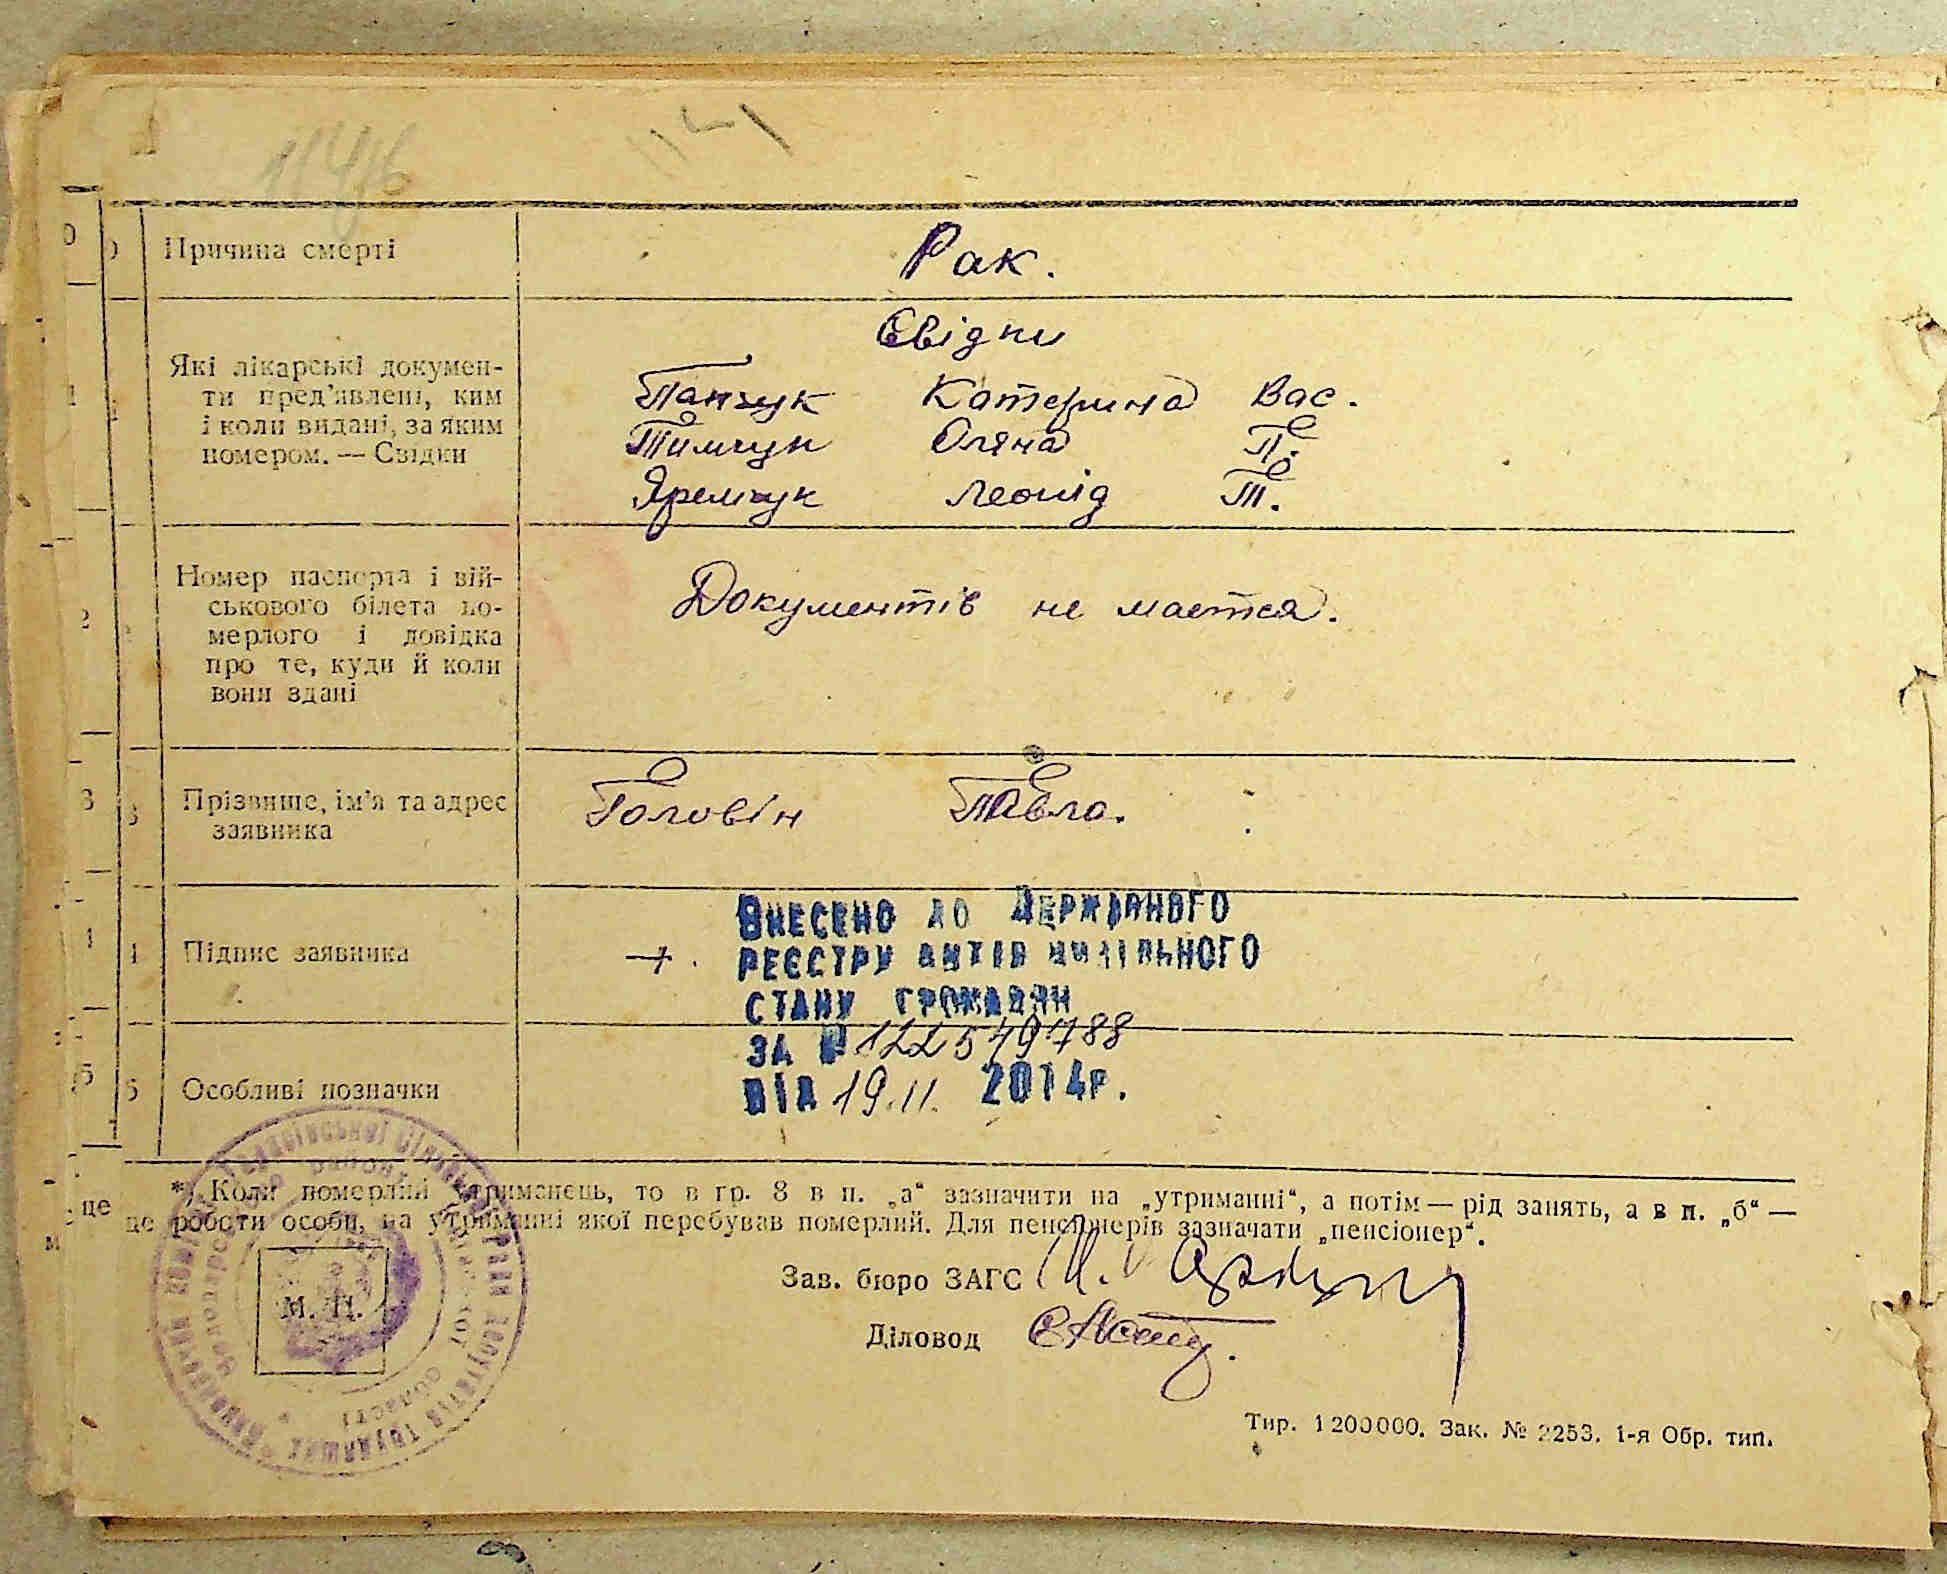 1146
Причина смерті
Рак.
Які лікарські докумен-
ти пред'явлені, ким
і коли видані, за яким
номером. — Свідки
Свідки
Панчук Катерина Вас.
Тимчук Оляна П.
Яремчук Леонід Т.
Номер паспорта і вій-
ськового білета по-
мерлого і довідка
про те, куди й коли
вони здані
Документів не мается.
Прізвище, ім'я та адрес
заявника
Головін Павло.
Підпис заявника
+.
Внесено до Державного
реєстру актів цивільного
стану громадян
за № 122549788
від 19.11. 2014р.
5 Особливі позначки
*) Коли померлий утриманець, то в гр. 8 в п. „а“ зазначити на „утриманні“, а потім — рід занять, а в п. „б“ —
це роботи особи, на утриманні якої перебував померлий. Для пенсіонерів зазначати „пенсіонер“.
М. П.
Зав. бюро ЗАГС
Діловод
Тир. 1200000. Зак. № 2253. 1-я Обр. тип.